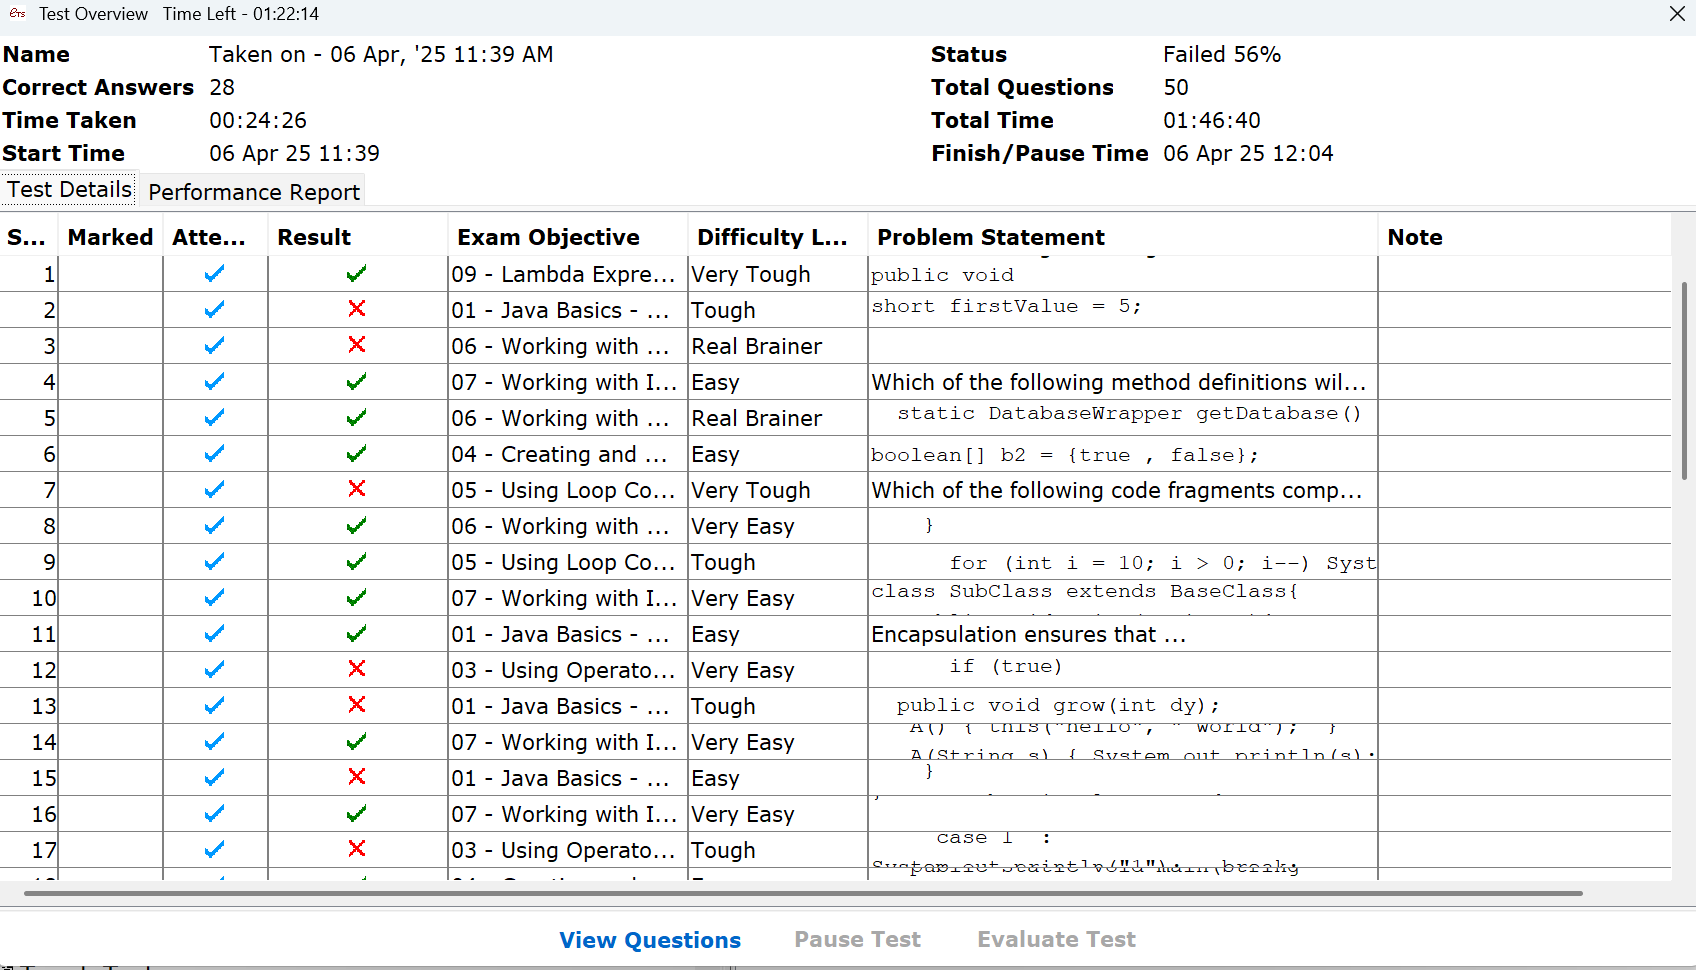 ETS Test Overview Time Left - 01:22:14
Name Taken on - 06 Apr, '25 11:39 AM Status Failed 56%
Correct Answers 28 Total Questions 50
Time Taken 00:24:26 Total Time 01:46:40
Start Time 06 Apr 25 11:39 Finish/Pause Time 06 Apr 25 12:04
Test Details Performance Report
S... Marked Atte... Result Exam Objective Difficulty L... Problem Statement Note
1 09 - Lambda Expre... Very Tough public void
2 01 - Java Basics - ... Tough short firstValue = 5;
3 06 - Working with ... Real Brainer
4 07 - Working with I... Easy Which of the following method definitions wil...
5 06 - Working with ... Real Brainer static DatabaseWrapper getDatabase()
6 04 - Creating and ... Easy boolean[] b2 = {true , false};
7 05 - Using Loop Co... Very Tough Which of the following code fragments comp...
8 06 - Working with ... Very Easy }
9 05 - Using Loop Co... Tough for (int i = 10; i > 0; i--) Syst
10 07 - Working with I... Very Easy class SubClass extends BaseClass{
11 01 - Java Basics - ... Easy Encapsulation ensures that ...
12 03 - Using Operato... Very Easy if (true)
13 01 - Java Basics - ... Tough public void grow(int dy);
14 07 - Working with I... Very Easy A() { this("hello", " world"); }
A(String s) { System.out.println(s);
15 01 - Java Basics - ... Easy }
16 07 - Working with I... Very Easy
17 03 - Using Operato... Tough case 1 :
View Questions Pause Test Evaluate Test